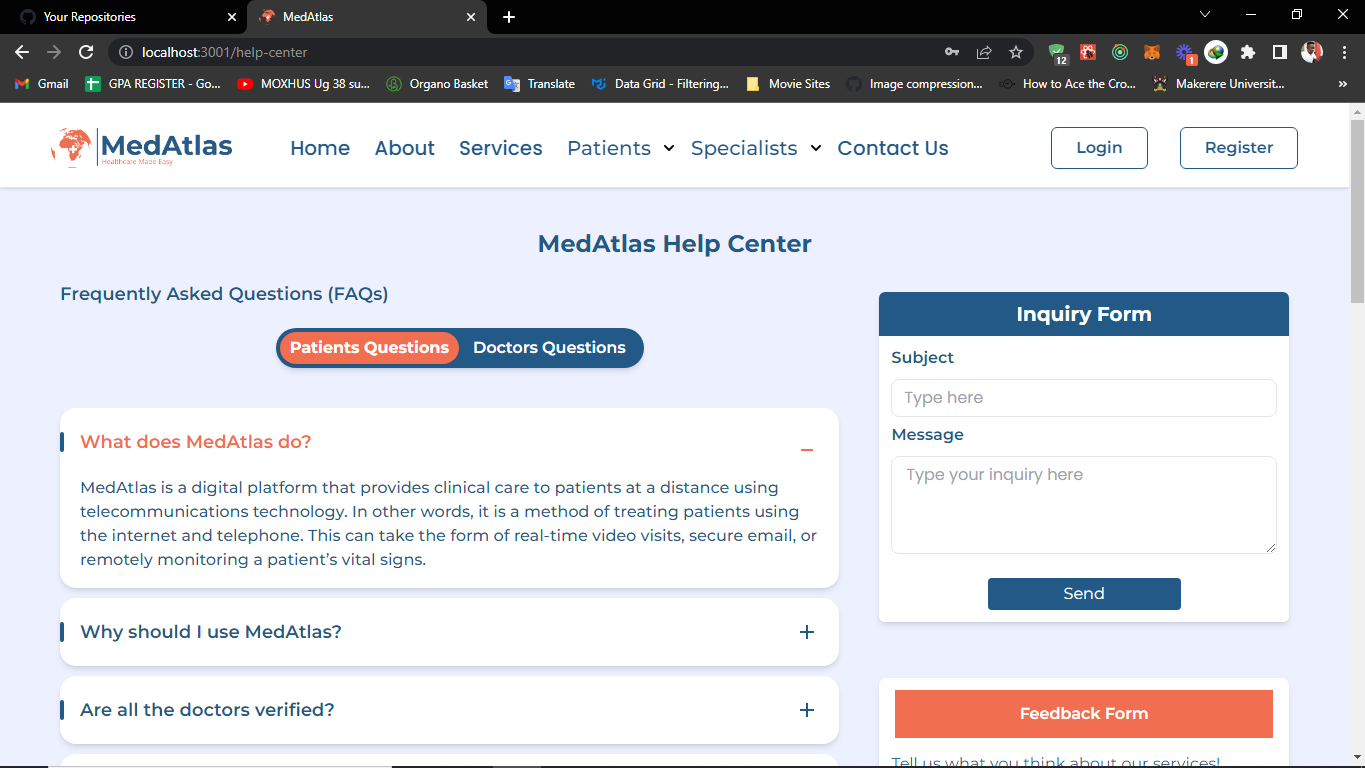 Your Repositories
MedAtlas
localhost:3001/help-center
12
1
Gmail
GPA REGISTER - Go...
MOXHUS Ug 38 su...
Organo Basket
Translate
Data Grid - Filtering...
Movie Sites
Image compression...
How to Ace the Cro...
Makerere Universit...
»
MedAtlas
Healthcare Made Easy
Home
About
Services
Patients
Specialists
Contact Us
Login
Register
MedAtlas Help Center
Frequently Asked Questions (FAQs)
Patients Questions
Doctors Questions
What does MedAtlas do?
MedAtlas is a digital platform that provides clinical care to patients at a distance using
telecommunications technology. In other words, it is a method of treating patients using
the internet and telephone. This can take the form of real-time video visits, secure email, or
remotely monitoring a patient’s vital signs.
Why should I use MedAtlas?
Are all the doctors verified?
Inquiry Form
Subject
Type here
Message
Type your inquiry here
Send
Feedback Form
Tell us what you think about our services!